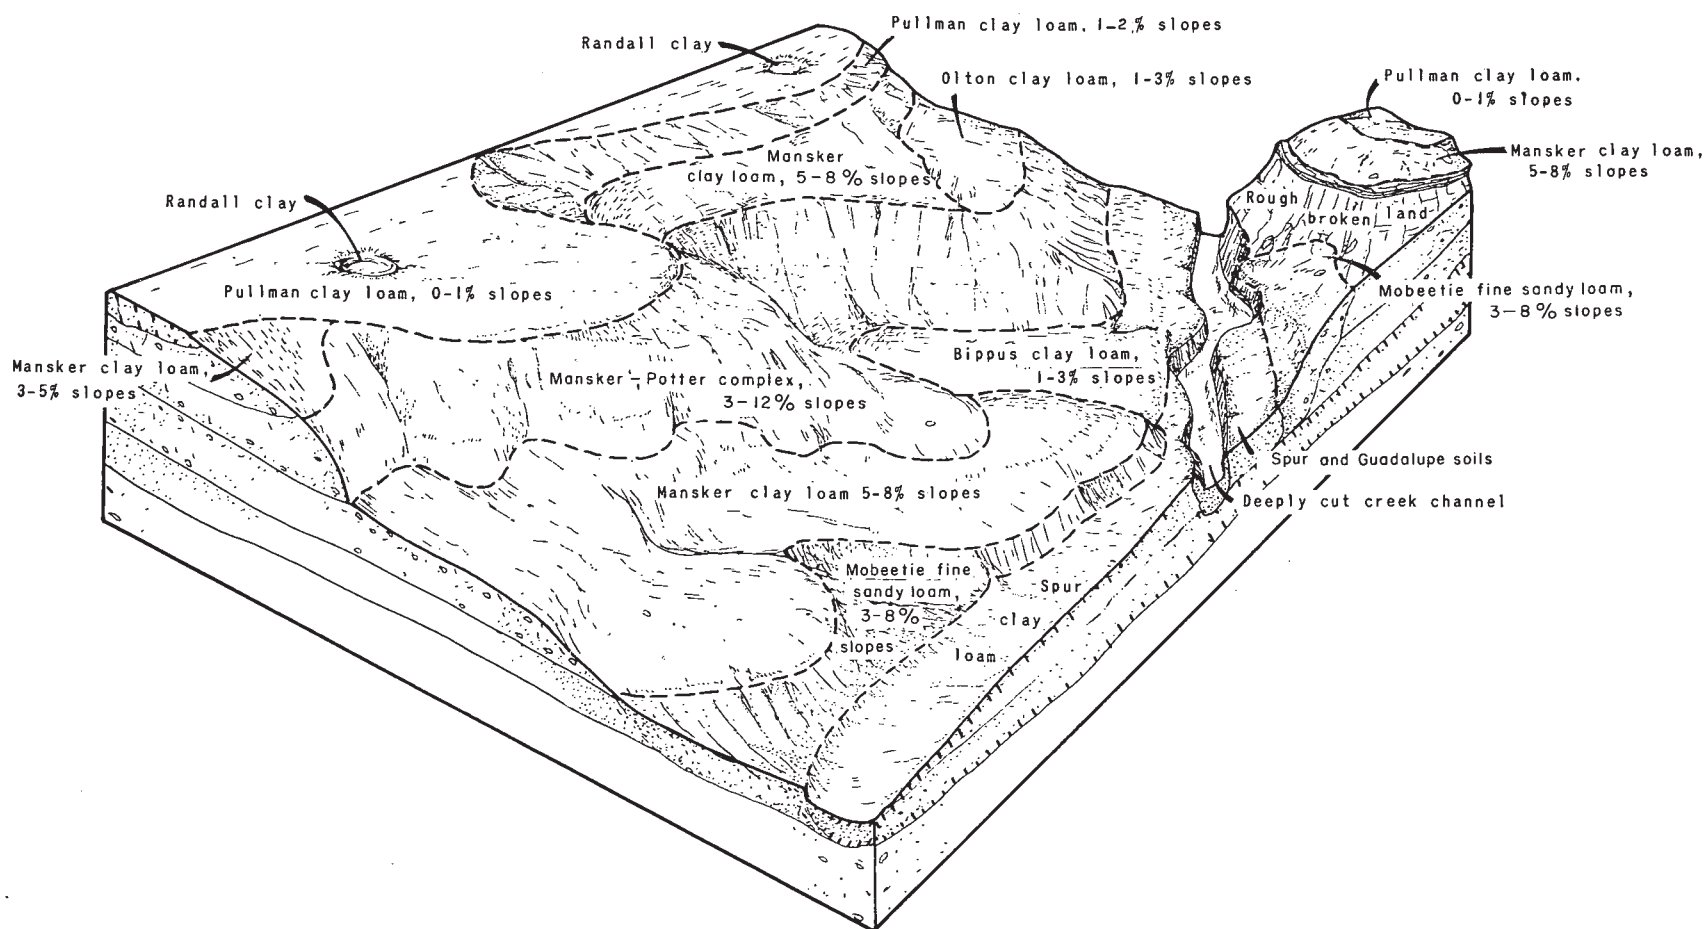 Pullman clay loam, 1-2% slopes
Randall clay
Olton clay loam, 1-3% slopes
Pullman clay loam.
0-1% slopes
Mansker clay loam,
5-8% slopes
Mansker
clay loam, 5-8% slopes
Randall clay
Rough
broken land
Pullman clay loam, 0-1% slopes
Mobeetie fine sandy loam,
3-8% slopes
Mansker clay loam,
3-5% slopes
Bippus clay loam,
1-3% slopes
Mansker-Potter complex,
3-12% slopes
Spur and Guadalupe soils
Mansker clay loam 5-8% slopes
Deeply cut creek channel
Mobeetie fine
sandy loam,
3-8%
slopes
Spur
clay
loam